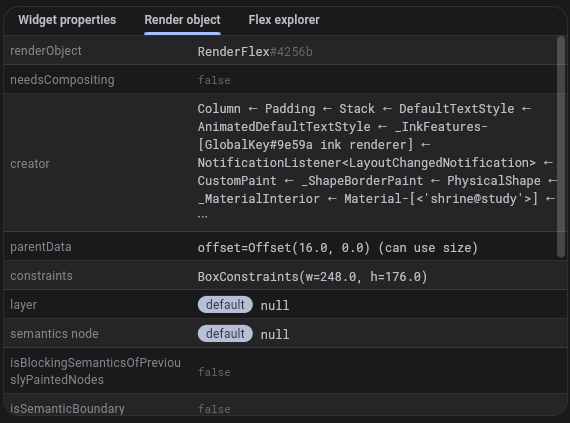 Widget properties Render object Flex explorer
renderObject RenderFlex#4256b
needsCompositing false
creator Column ← Padding ← Stack ← DefaultTextStyle ←
AnimatedDefaultTextStyle ← _InkFeatures-
[GlobalKey#9e59a ink renderer] ←
NotificationListener<LayoutChangedNotification> ←
CustomPaint ← _ShapeBorderPaint ← PhysicalShape ←
_MaterialInterior ← Material-[<'shrine@study'>] ←
⋯
parentData offset=Offset(16.0, 0.0) (can use size)
constraints BoxConstraints(w=248.0, h=176.0)
layer default null
semantics node default null
isBlockingSemanticsOfPreviou
slyPaintedNodes false
isSemanticBoundary false